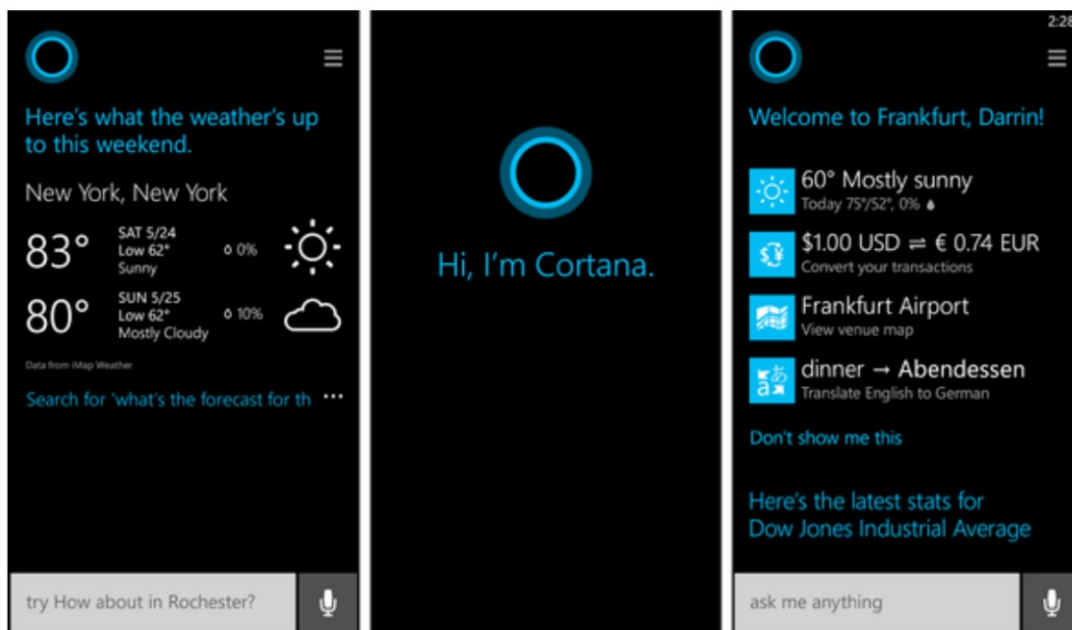 Here's what the weather's up
to this weekend.
New York, New York
83°
SAT 5/24
Low 62°
Sunny
0%
80°
SUN 5/25
Low 62°
Mostly Cloudy
10%
Data from iMap Weather
Search for 'what's the forecast for th ...
try How about in Rochester?
Hi, I'm Cortana.
2:28
Welcome to Frankfurt, Darrin!
60° Mostly sunny
Today 75°/52°, 0%
$1.00 USD ⇌ € 0.74 EUR
Convert your transactions
Frankfurt Airport
View venue map
dinner → Abendessen
Translate English to German
Don't show me this
Here's the latest stats for
Dow Jones Industrial Average
ask me anything